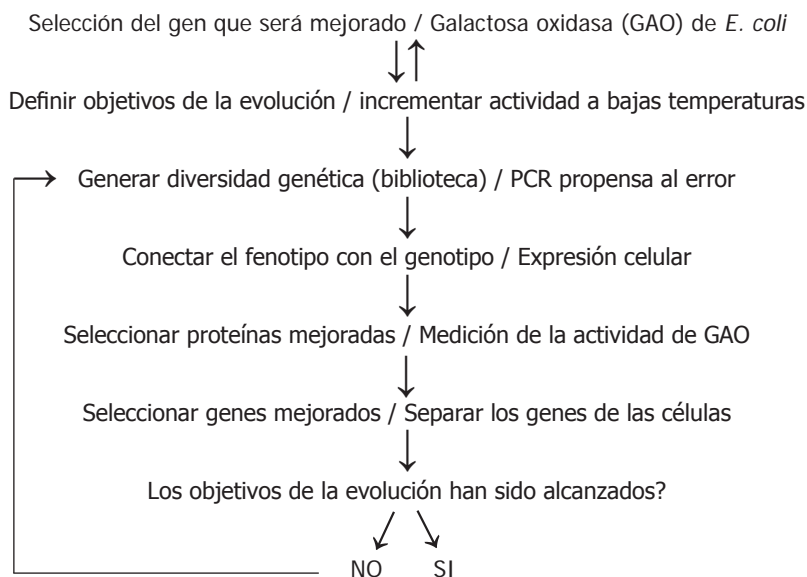 Selección del gen que será mejorado / Galactosa oxidasa (GAO) de E. coli
Definir objetivos de la evolución / incrementar actividad a bajas temperaturas
Generar diversidad genética (biblioteca) / PCR propensa al error
Conectar el fenotipo con el genotipo / Expresión celular
Seleccionar proteínas mejoradas / Medición de la actividad de GAO
Seleccionar genes mejorados / Separar los genes de las células
Los objetivos de la evolución han sido alcanzados?
NO SI